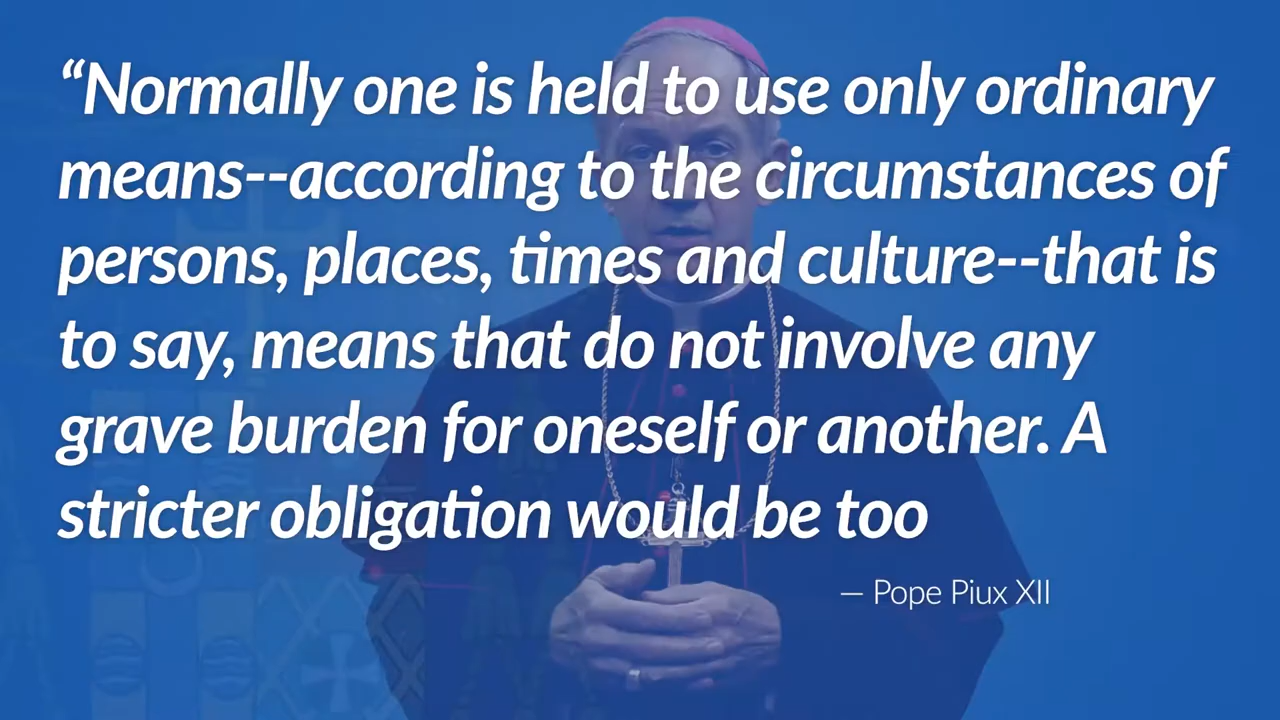 “Normally one is held to use only ordinary
means--according to the circumstances of
persons, places, times and culture--that is
to say, means that do not involve any
grave burden for oneself or another. A
stricter obligation would be too
— Pope Piux XII